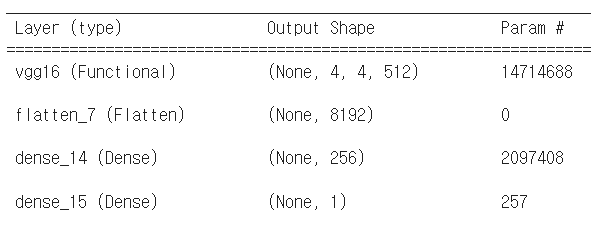 Layer (type) Output Shape Param #
=================================================================
vgg16 (Functional) (None, 4, 4, 512) 14714688
flatten_7 (Flatten) (None, 8192) 0
dense_14 (Dense) (None, 256) 2097408
dense_15 (Dense) (None, 1) 257